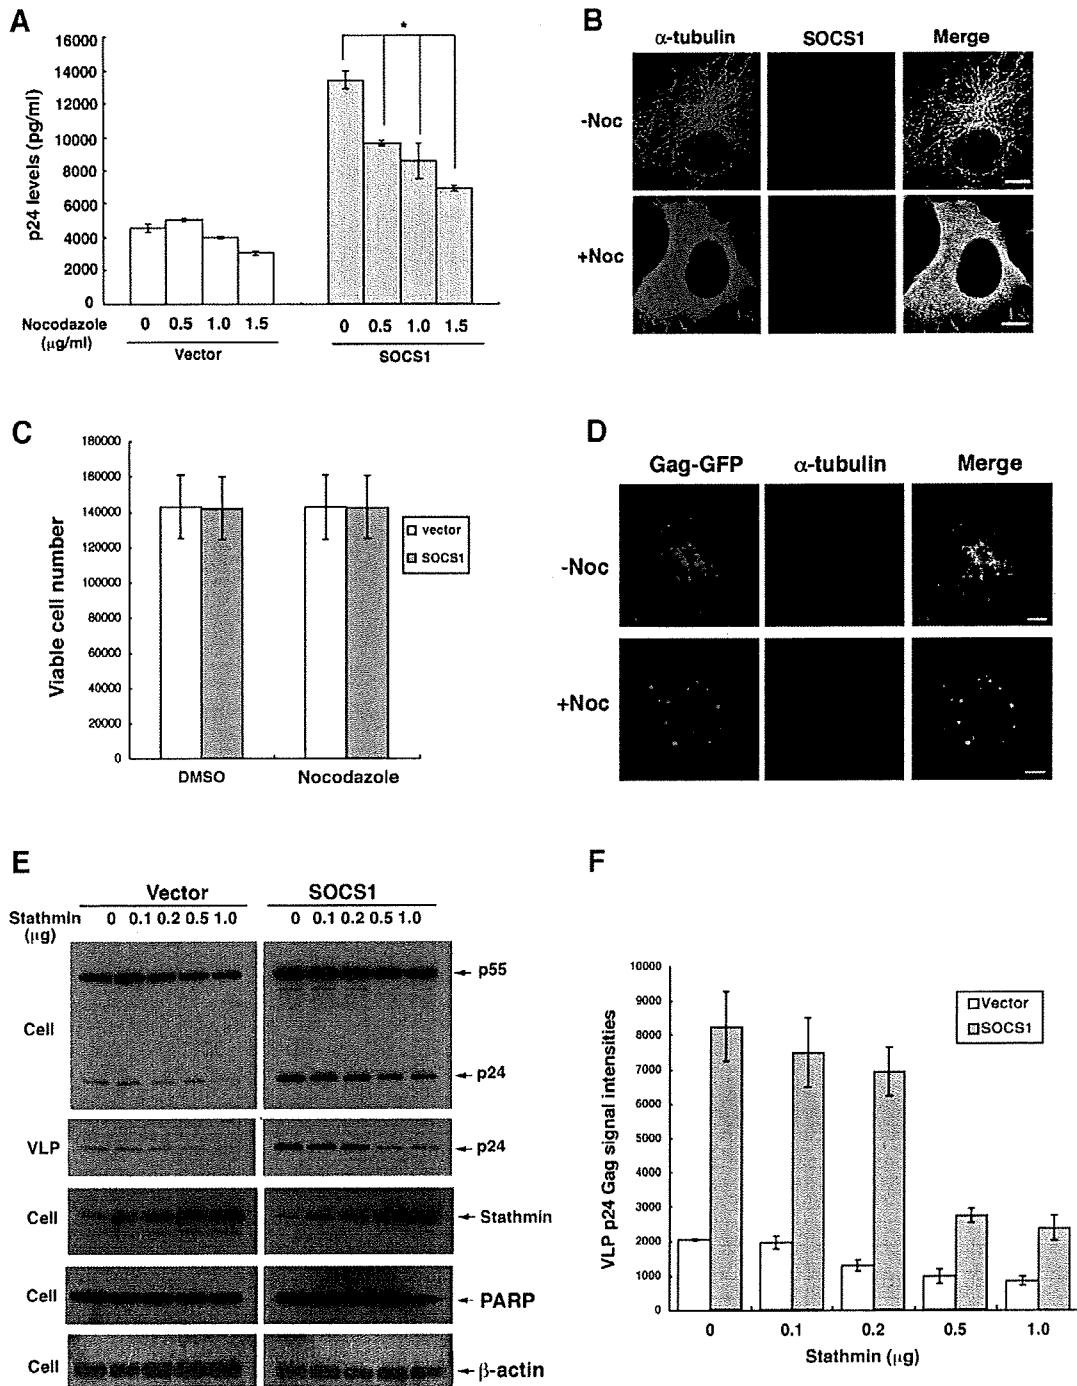 A
p24 levels (pg/ml)
16000
14000
12000
10000
8000
6000
4000
2000
0
*
Nocodazole (μg/ml)
0 0.5 1.0 1.5
0 0.5 1.0 1.5
Vector
SOCS1
B
α-tubulin SOCS1 Merge
-Noc
+Noc
C
Viable cell number
180000
160000
140000
120000
100000
80000
60000
40000
20000
0
vector
SOCS1
DMSO Nocodazole
D
Gag-GFP α-tubulin Merge
-Noc
+Noc
E
Vector SOCS1
Stathmin (μg)
0 0.1 0.2 0.5 1.0
0 0.1 0.2 0.5 1.0
p55
Cell
p24
VLP
p24
Cell
Stathmin
Cell
PARP
Cell
β-actin
F
VLP p24 Gag signal intensities
10000
9000
8000
7000
6000
5000
4000
3000
2000
1000
0
Vector
SOCS1
0 0.1 0.2 0.5 1.0
Stathmin (μg)